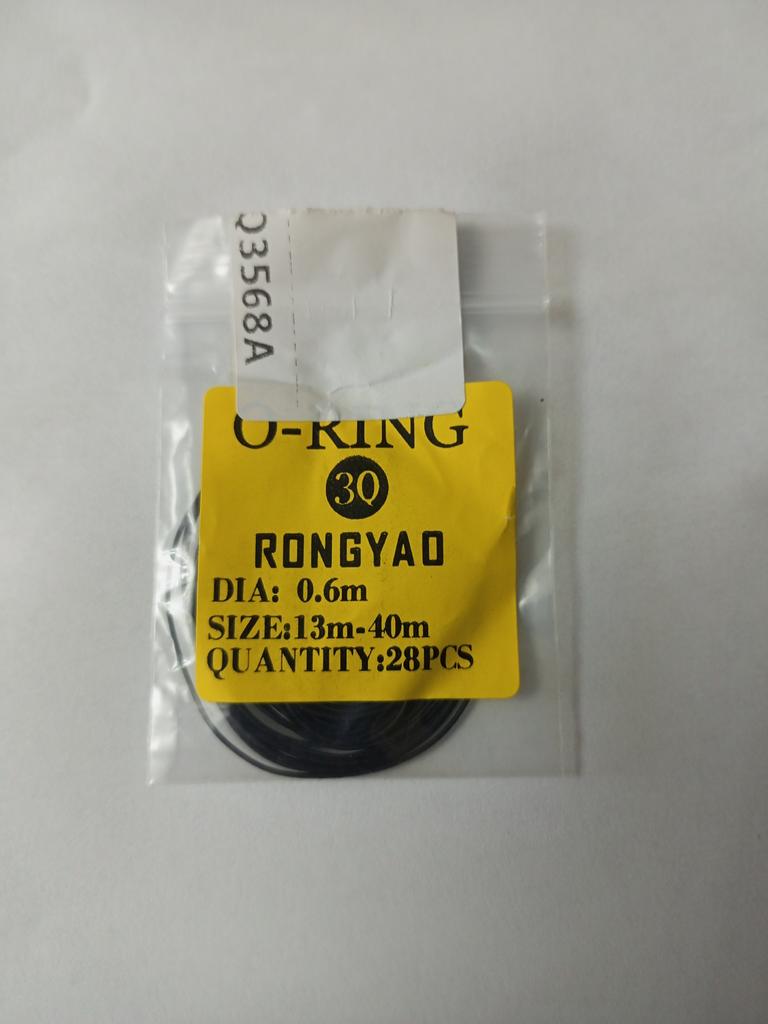 Q3568A
O-RING
3Q
RONGYAO
DIA: 0.6m
SIZE:13m-40m
QUANTITY:28PCS